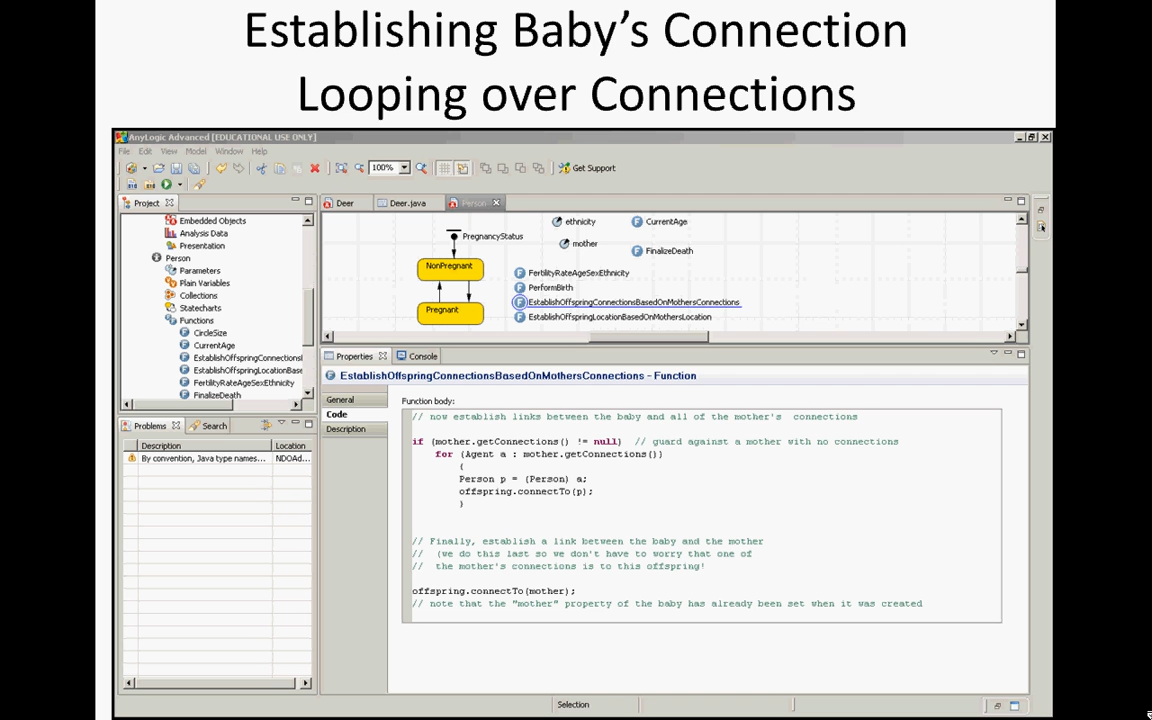 Establishing Baby's Connection
Looping over Connections
AnyLogic Advanced [EDUCATIONAL USE ONLY]
File Edit View Model Window Help
100% Get Support
Project
Deer Deer.java Person
Embedded Objects
Analysis Data
Presentation
Person
Parameters
Plain Variables
Collections
Statecharts
Functions
CircleSize
CurrentAge
EstablishOffspringConnectionsl
EstablishOffspringLocationBase
FertilityRateAgeSexEthnicity
FinalizeDeath
ethnicity CurrentAge
PregnancyStatus
mother FinalizeDeath
NonPregnant
FertilityRateAgeSexEthnicity
PerformBirth
Pregnant
EstablishOffspringConnectionsBasedOnMothersConnections
EstablishOffspringLocationBasedOnMothersLocation
Properties Console
EstablishOffspringConnectionsBasedOnMothersConnections - Function
General
Code
Description
Function body:
// now establish links between the baby and all of the mother's  connections
if (mother.getConnections() != null)  // guard against a mother with no connections
for (Agent a : mother.getConnections())
{
Person p = (Person) a;
offspring.connectTo(p);
}
// Finally, establish a link between the baby and the mother
//  (we do this last so we don't have to worry that one of
//  the mother's connections is to this offspring!
offspring.connectTo(mother);
// note that the "mother" property of the baby has already been set when it was created
Problems Search
Description Location
By convention, Java type names... NDOAd...
Selection